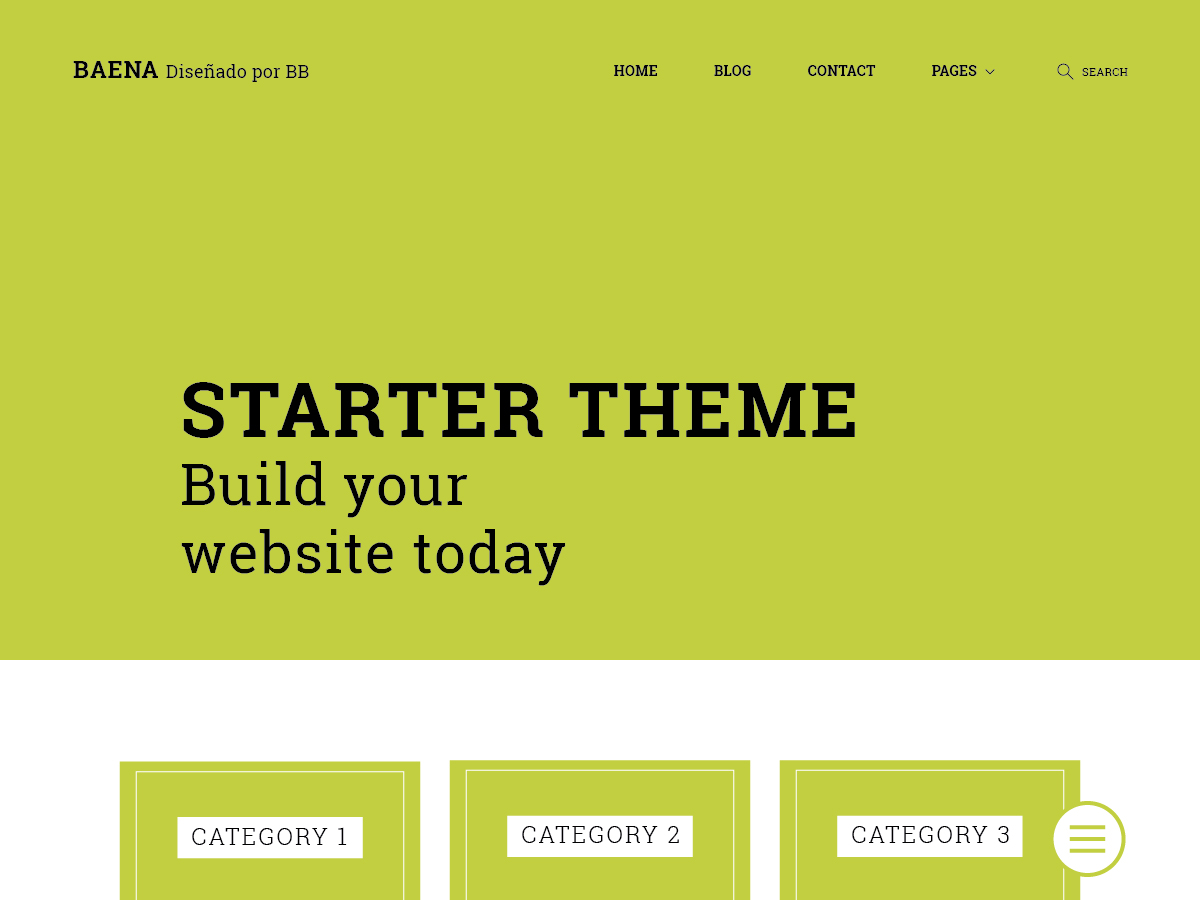 BAENA Diseñado por BB
HOME BLOG CONTACT PAGES SEARCH
STARTER THEME
Build your
website today
CATEGORY 1 CATEGORY 2 CATEGORY 3